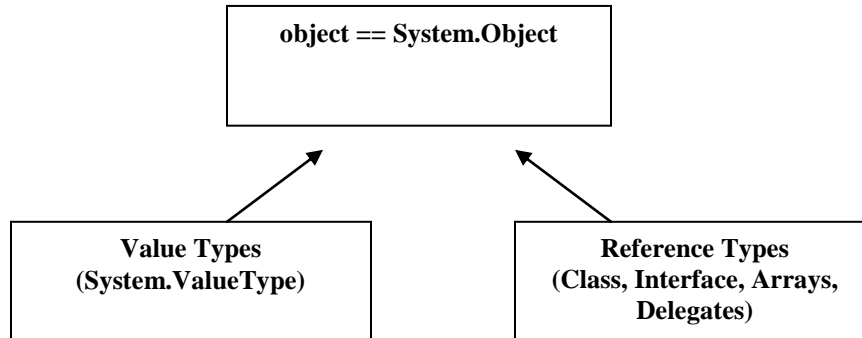 object == System.Object
Value Types
(System.ValueType)
Reference Types
(Class, Interface, Arrays,
Delegates)